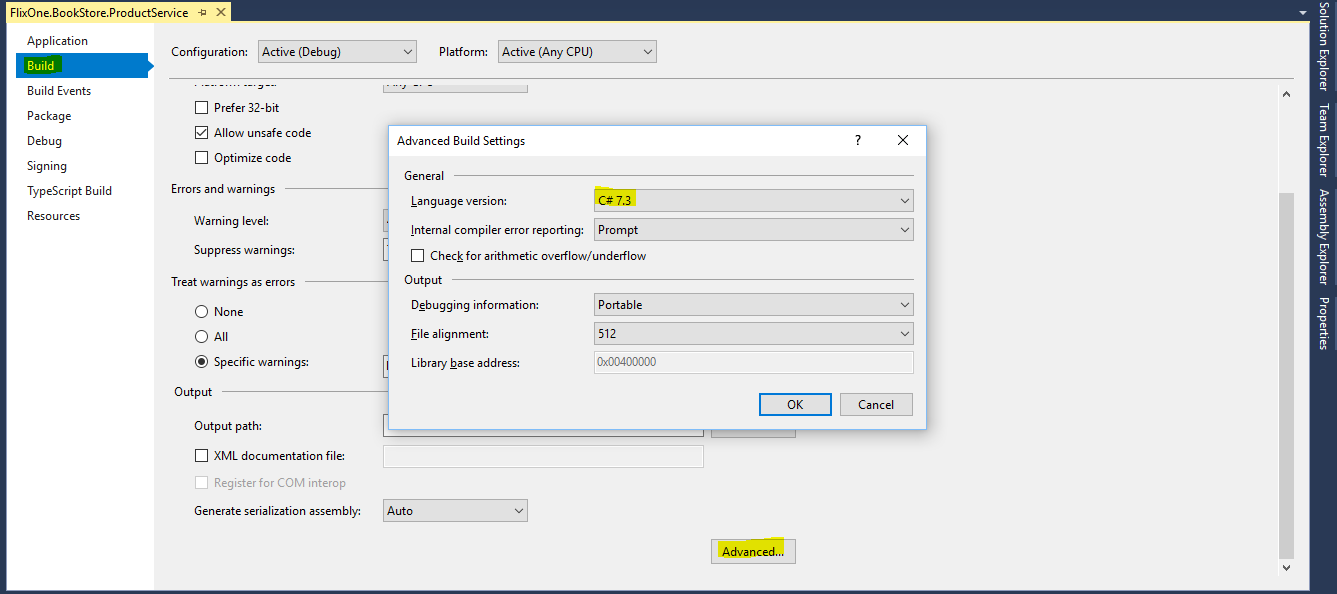 FlixOne.BookStore.ProductService
Application
Build
Build Events
Package
Debug
Signing
TypeScript Build
Resources
Configuration: Active (Debug) Platform: Active (Any CPU)
Prefer 32-bit
Allow unsafe code
Optimize code
Errors and warnings
Warning level:
Suppress warnings:
Treat warnings as errors
None
All
Specific warnings:
Output
Output path:
XML documentation file:
Register for COM interop
Generate serialization assembly: Auto
Advanced...
Advanced Build Settings ?
General
Language version: C# 7.3
Internal compiler error reporting: Prompt
Check for arithmetic overflow/underflow
Output
Debugging information: Portable
File alignment: 512
Library base address: 0x00400000
OK Cancel
Solution Explorer
Team Explorer
Assembly Explorer
Properties